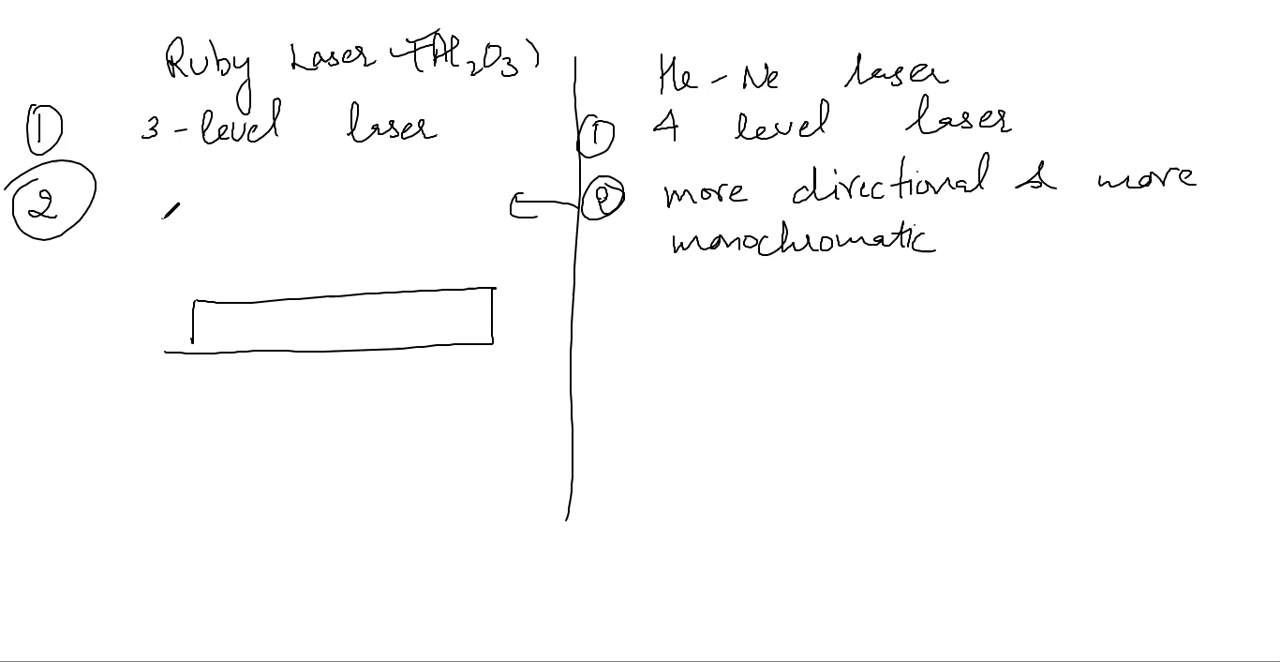 Ruby Laser (Al2O3)
① 3-level laser
②
He-Ne laser
① 4 level laser
② more directional & more
monochromatic